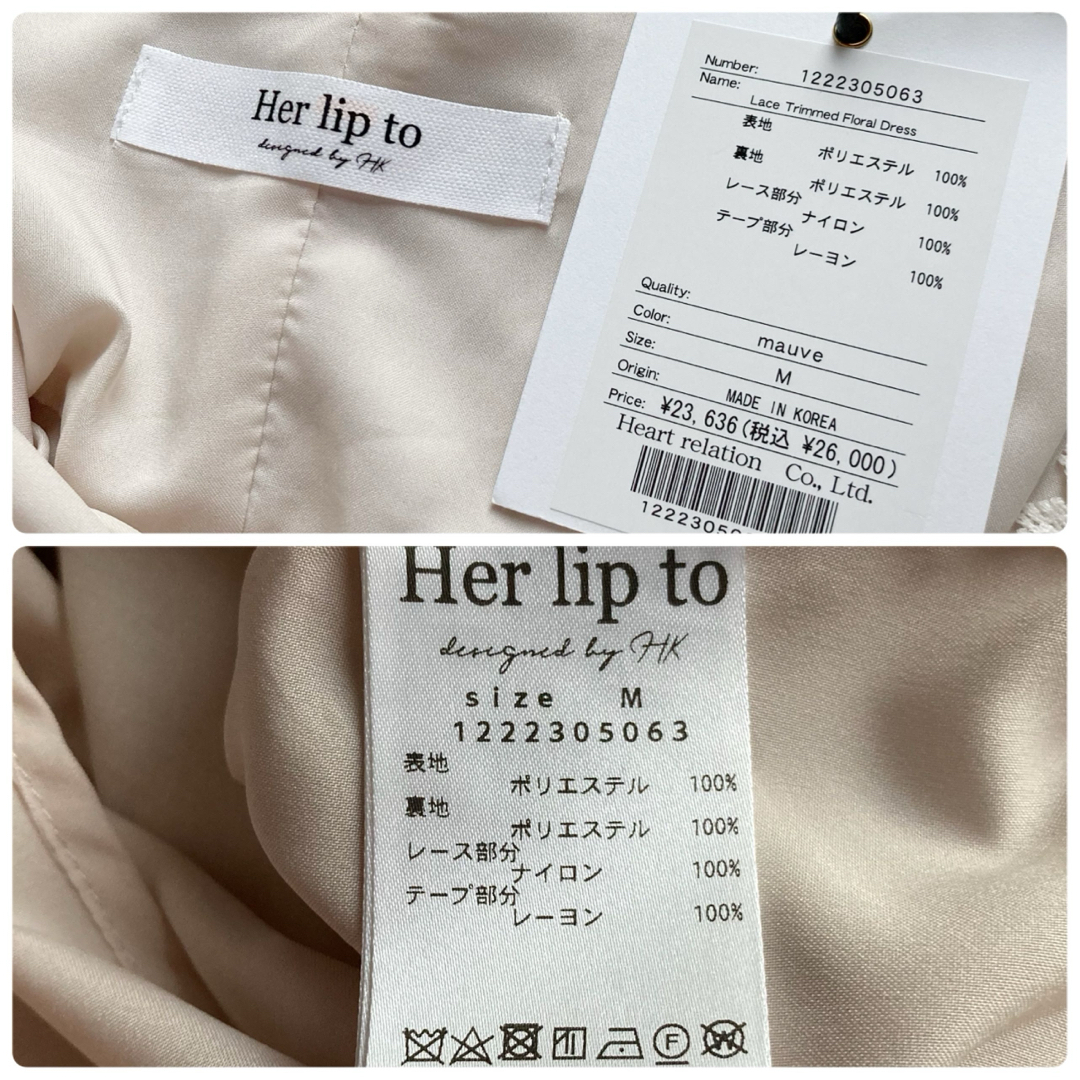 Her lip to
designed by HK
Number: 1222305063
Name:
Lace Trimmed Floral Dress
表地
ポリエステル 100%
裏地
ポリエステル 100%
レース部分
ナイロン 100%
テープ部分
レーヨン 100%
Quality:
Color: mauve
Size: M
Origin: MADE IN KOREA
Price: ¥23,636(税込 ¥26,000)
Heart relation Co., Ltd.
Her lip to
designed by HK
size M
1222305063
表地
ポリエステル 100%
裏地
ポリエステル 100%
レース部分
ナイロン 100%
テープ部分
レーヨン 100%
F
W